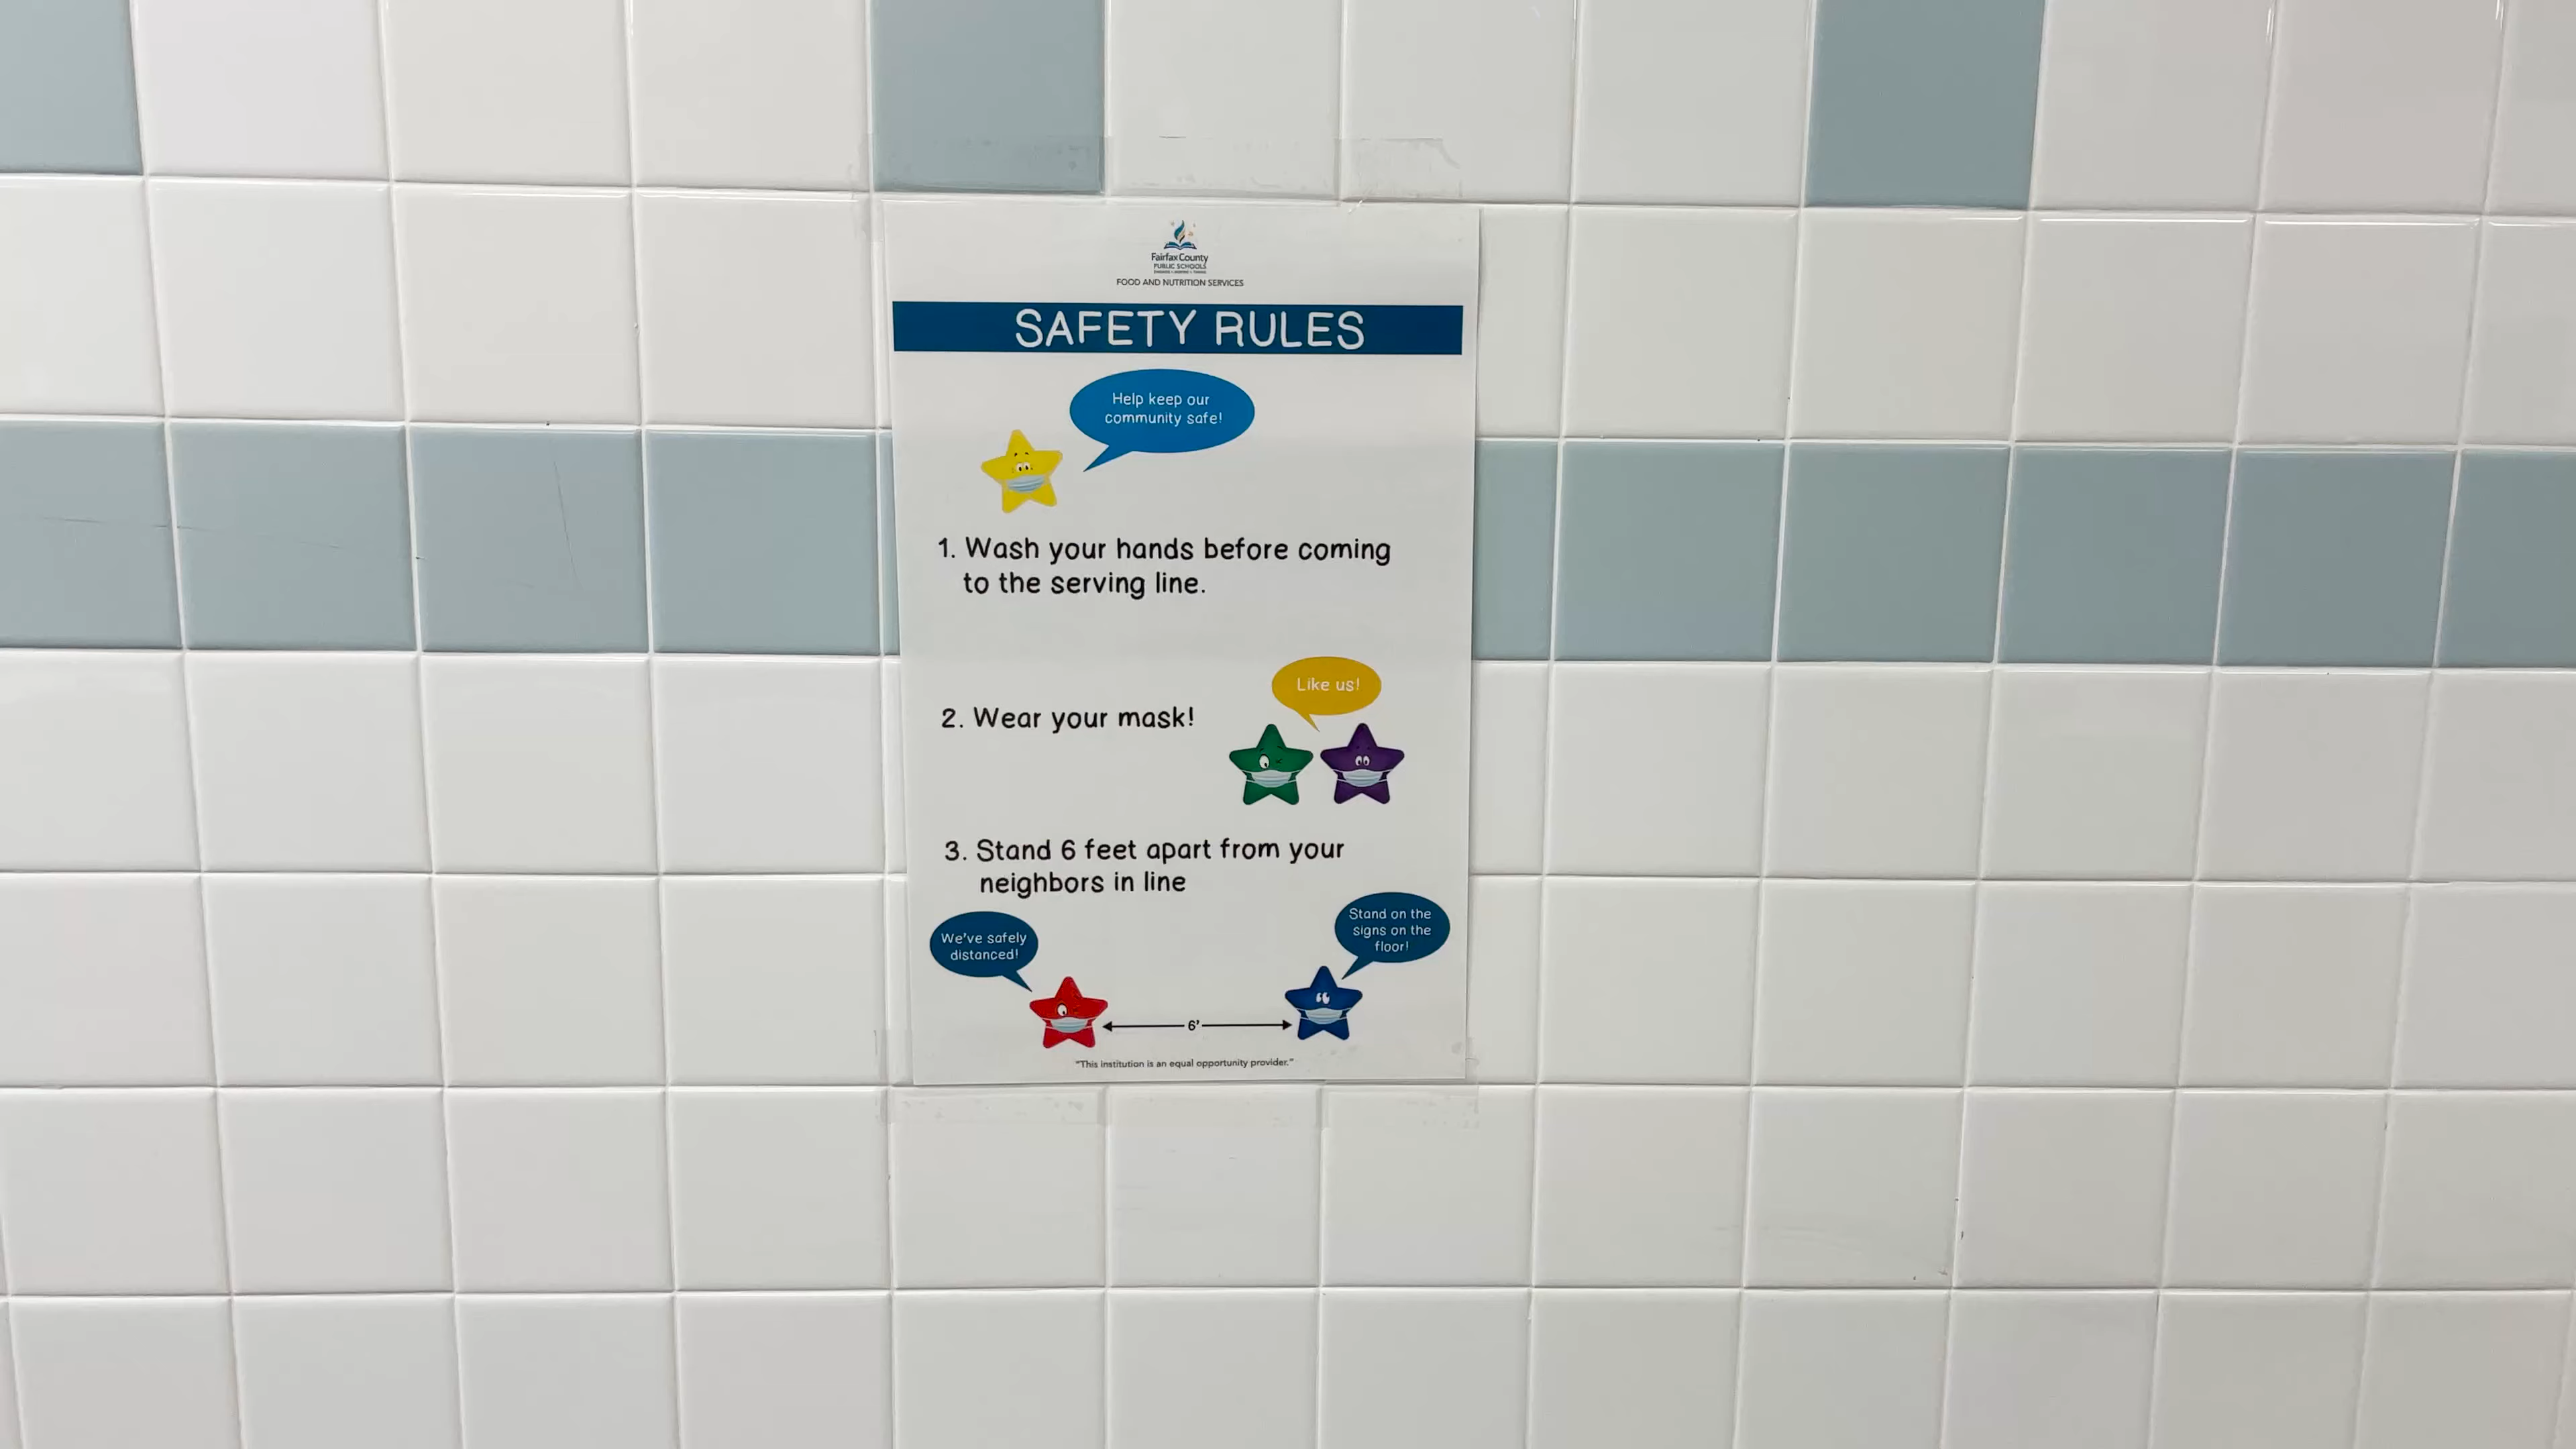 Fairfax County
PUBLIC SCHOOLS
FOOD AND NUTRITION SERVICES
SAFETY RULES
Help keep our
community safe!
1. Wash your hands before coming
to the serving line.
Like us!
2. Wear your mask!
3. Stand 6 feet apart from your
neighbors in line
We've safely
distanced!
Stand on the
signs on the
floor!
6'
"This institution is an equal opportunity provider."